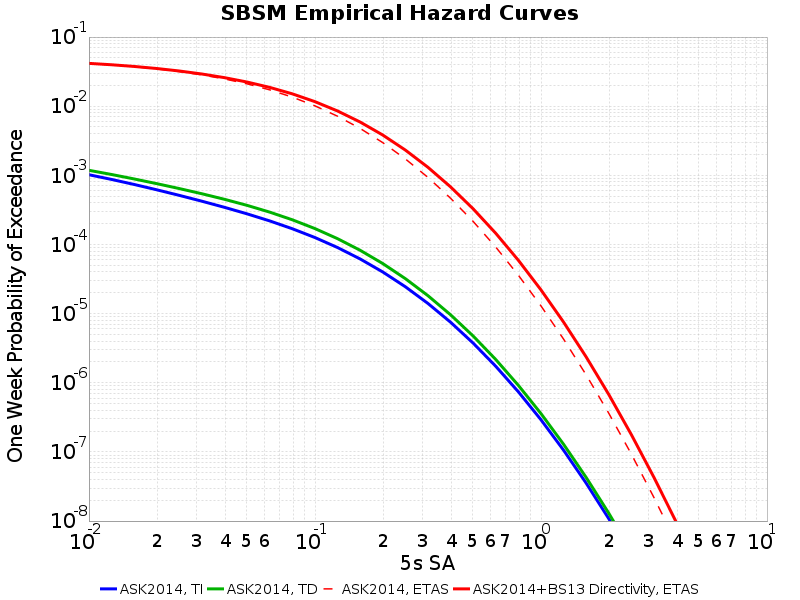 SBSM Empirical Hazard Curves
One Week Probability of Exceedance
10^-1
10^-2
10^-3
10^-4
10^-5
10^-6
10^-7
10^-8
10^-2 2 3 4 5 6 10^-1 2 3 4 5 6 7 10^0 2 3 4 5 6 7 10^1
5s SA
ASK2014, TI ASK2014, TD ASK2014, ETAS ASK2014+BS13 Directivity, ETAS